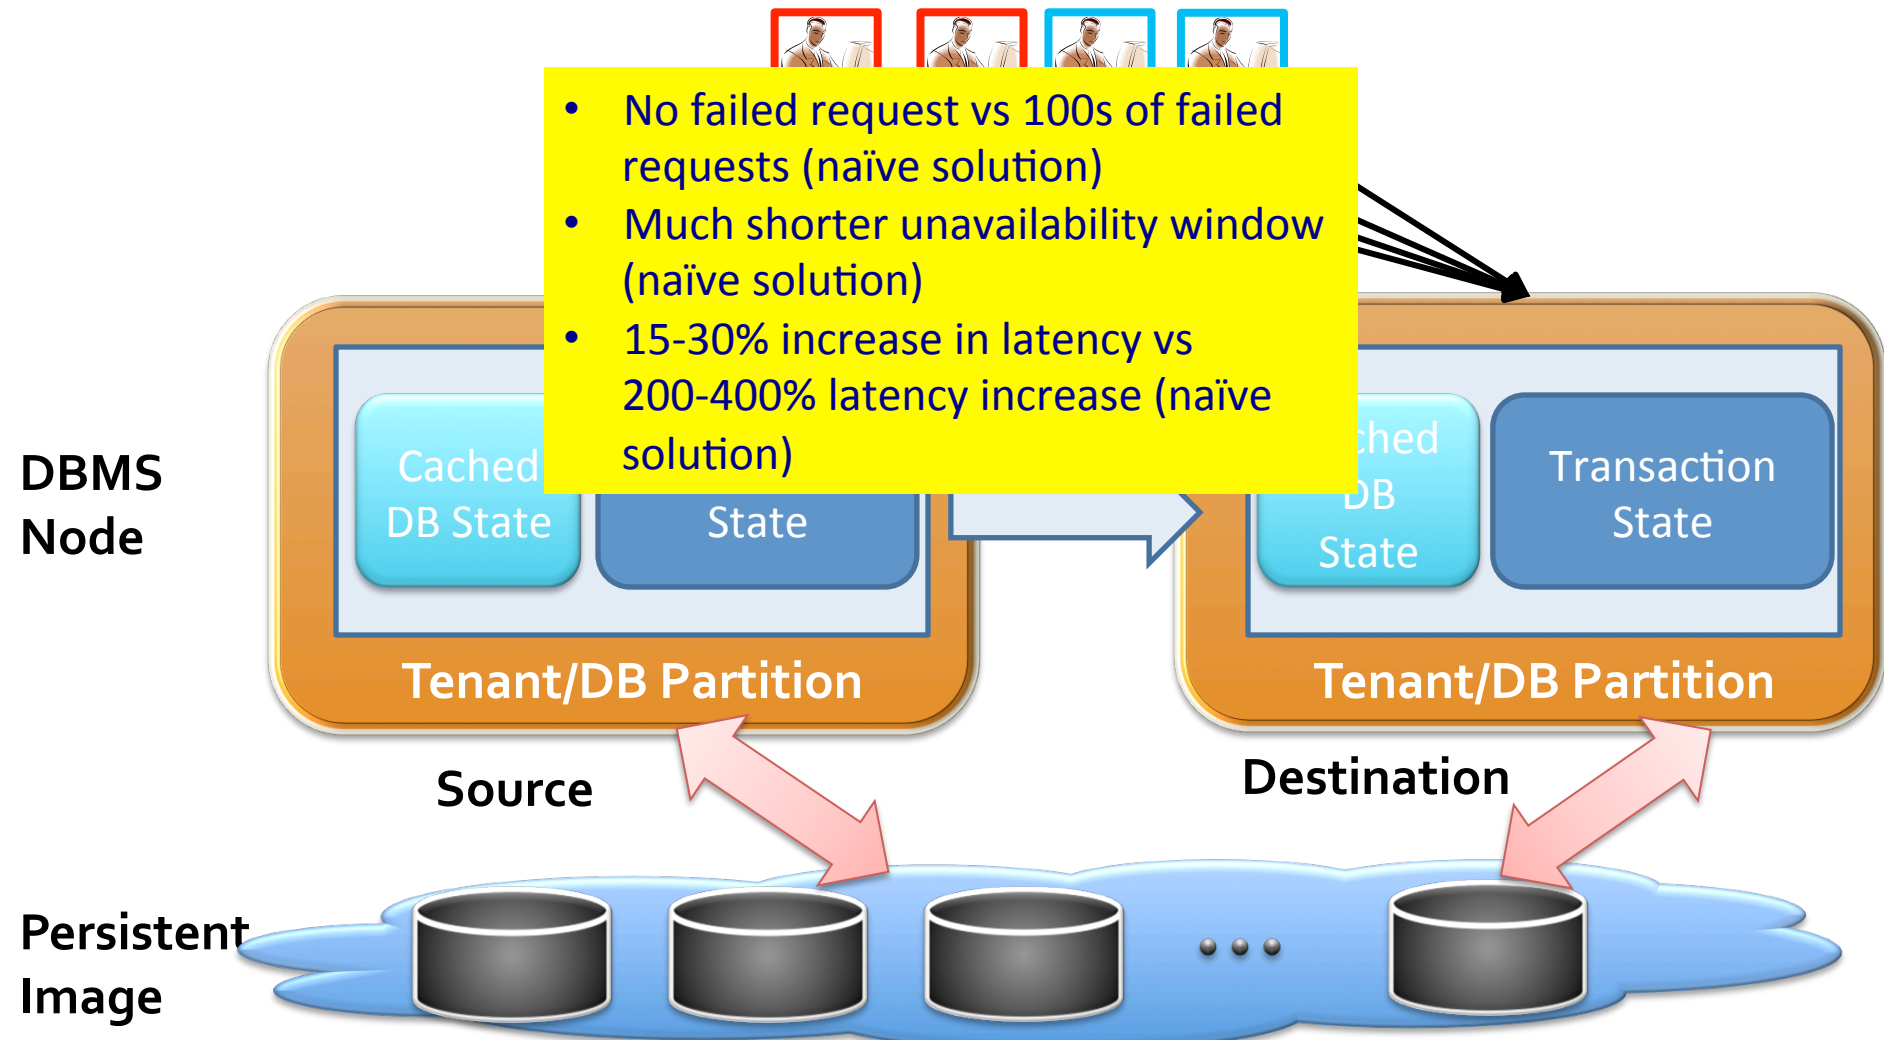 • No failed request vs 100s of failed
requests (naïve solution)
• Much shorter unavailability window
(naïve solution)
• 15-30% increase in latency vs
200-400% latency increase (naïve
solution)
DBMS
Node
Cached
DB State
State
ched
DB
State
Transaction
State
Tenant/DB Partition
Tenant/DB Partition
Source
Destination
Persistent
Image